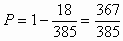 P = 1 − 18/385 = 367/385